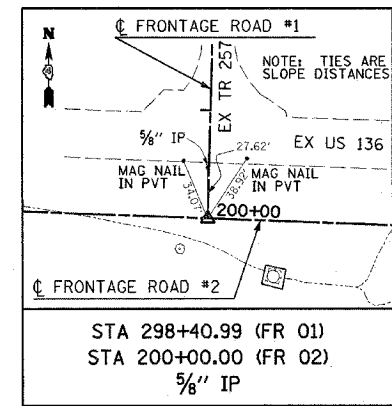 ℄ FRONTAGE ROAD #1
N
NOTE: TIES ARE
SLOPE DISTANCES
EX TR 257
⅝" IP
27.62'
EX US 136
MAG NAIL
IN PVT
MAG NAIL
IN PVT
34.07'
38.92'
200+00
℄ FRONTAGE ROAD #2
STA 298+40.99 (FR 01)
STA 200+00.00 (FR 02)
⅝" IP